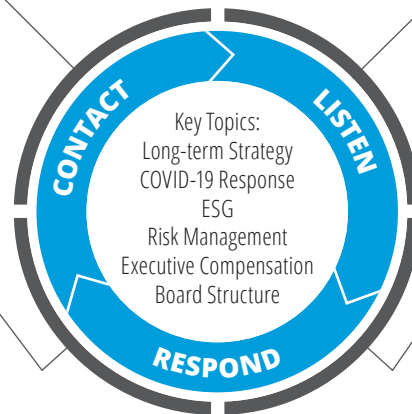 CONTACT
LISTEN
Key Topics:
Long-term Strategy
COVID-19 Response
ESG
Risk Management
Executive Compensation
Board Structure
RESPOND